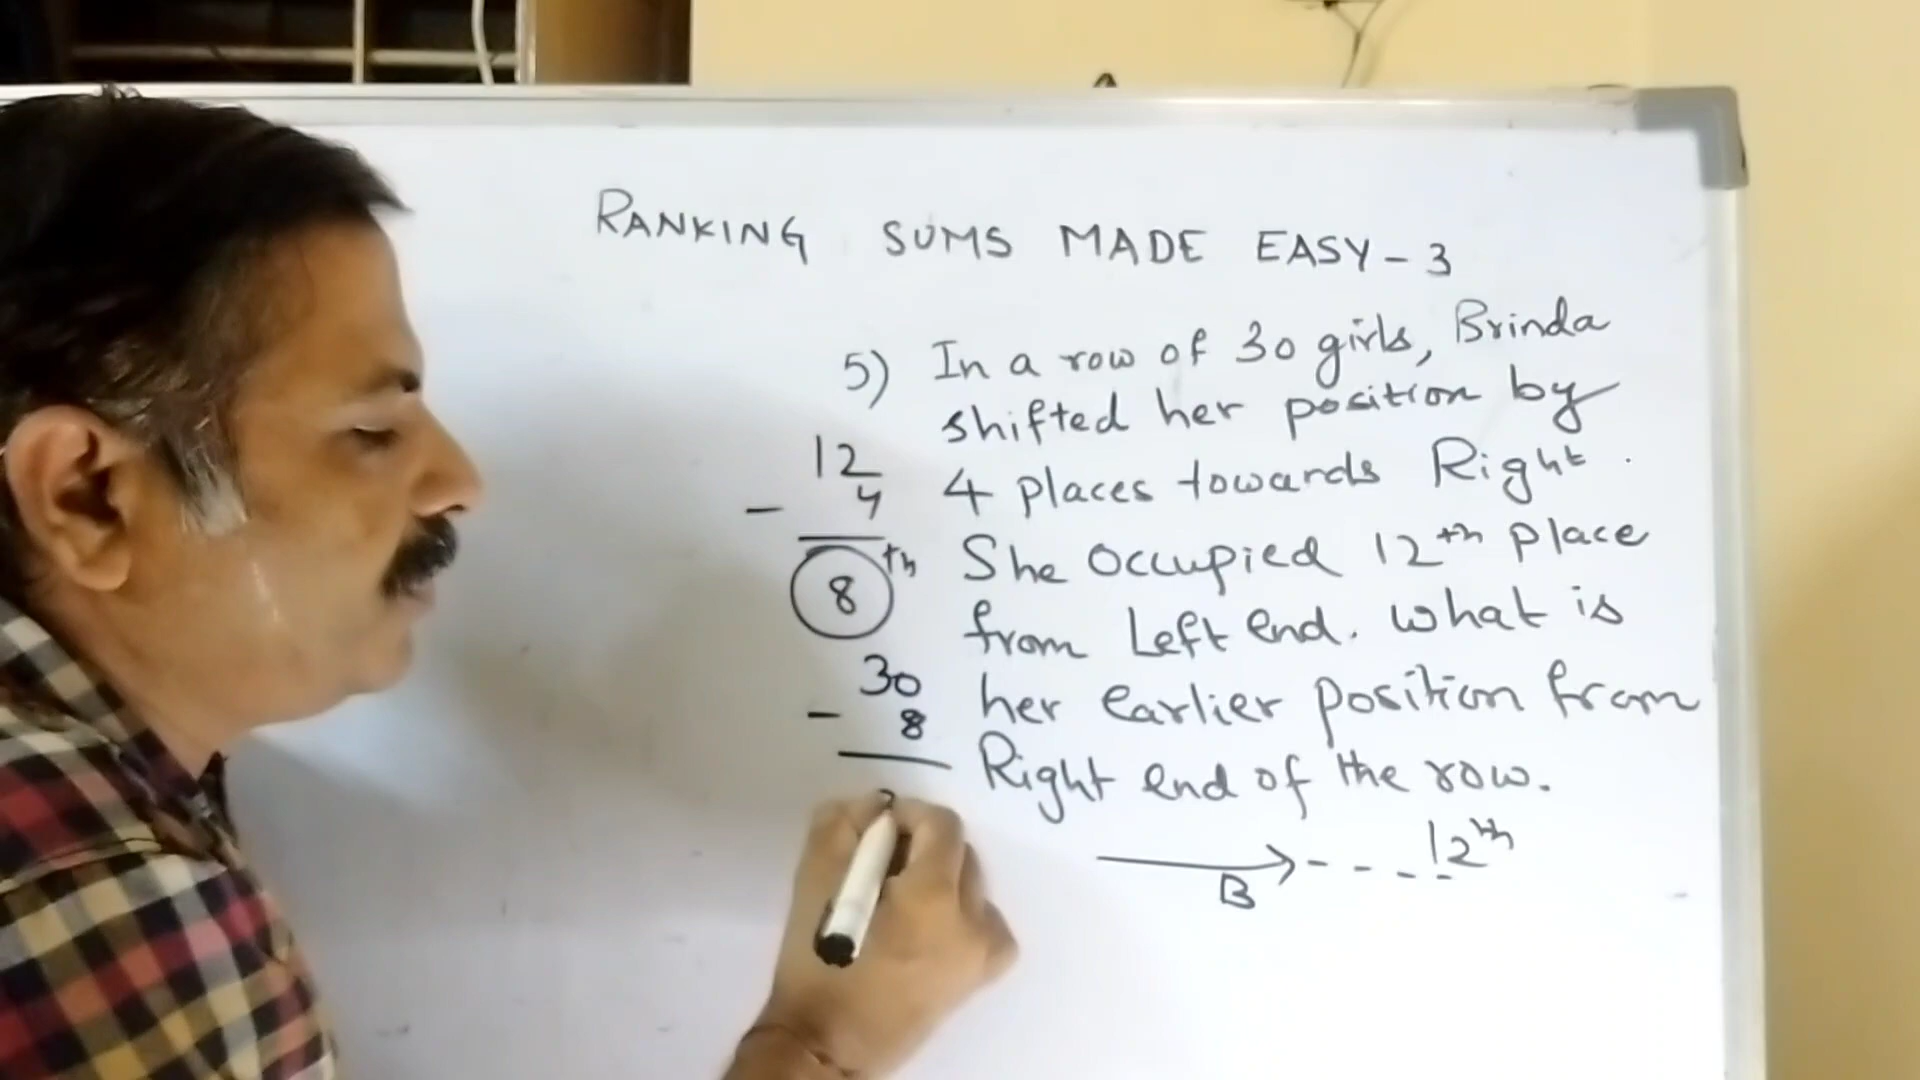 RANKING SUMS MADE EASY - 3
5) In a row of 30 girls, Brinda
shifted her position by
4 places towards Right.
She occupied 12th place
from Left end. What is
her earlier position from
Right end of the row.
12
- 4
8th
30
- 8
B
12th